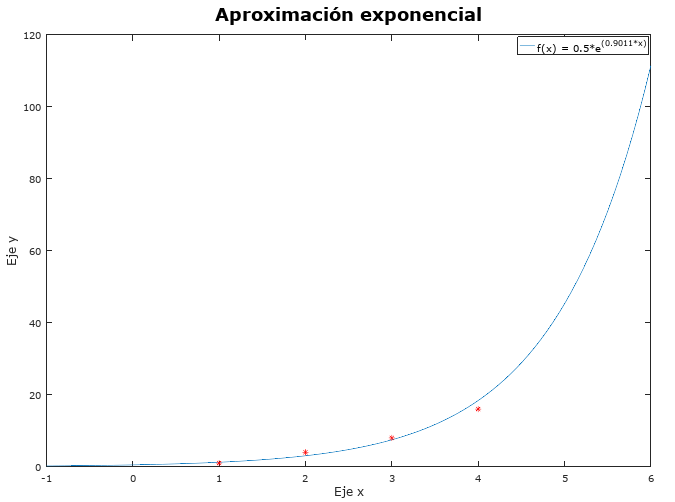 Aproximación exponencial
f(x) = 0.5*e^(0.9011*x)
120
100
80
60
40
20
0
Eje y
-1 0 1 2 3 4 5 6
Eje x